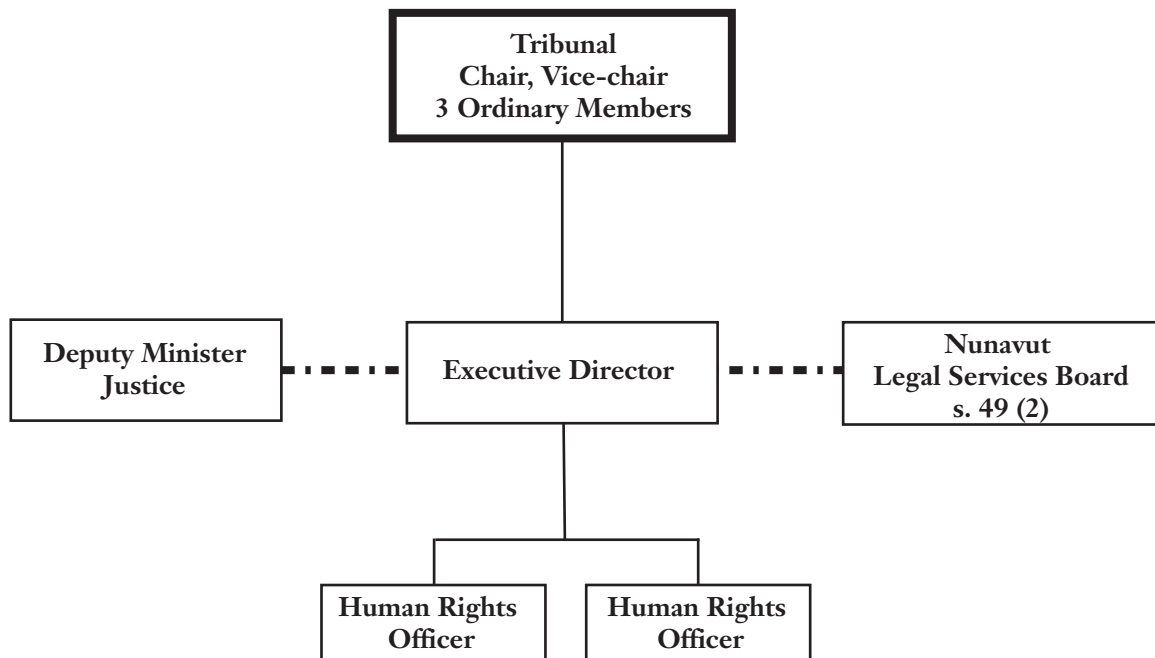 Tribunal
Chair, Vice-chair
3 Ordinary Members
Deputy Minister
Justice
Executive Director
Nunavut
Legal Services Board
s. 49 (2)
Human Rights
Officer
Human Rights
Officer